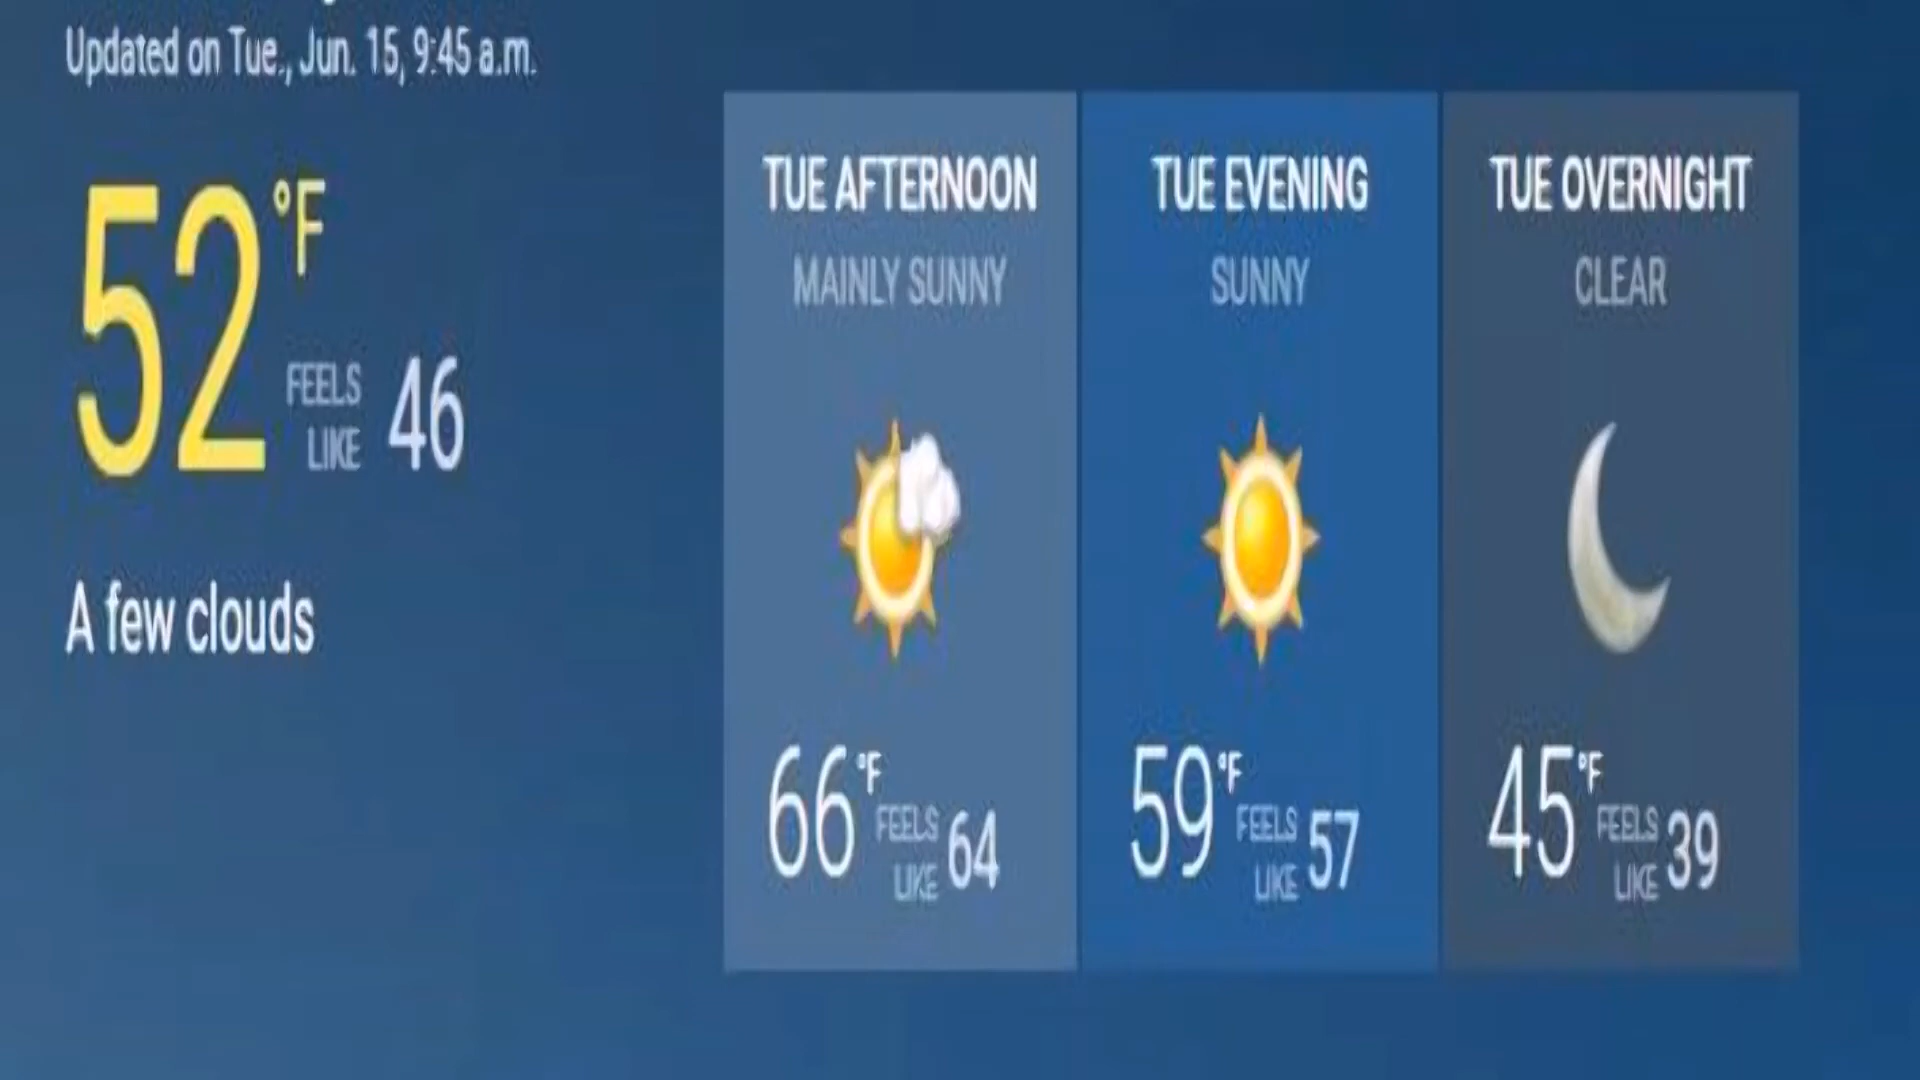 Updated on Tue., Jun. 15, 9:45 a.m.
52 °F
FEELS LIKE 46
A few clouds
TUE AFTERNOON
MAINLY SUNNY
66 °F
FEELS LIKE 64
TUE EVENING
SUNNY
59 °F
FEELS LIKE 57
TUE OVERNIGHT
CLEAR
45 °F
FEELS LIKE 39